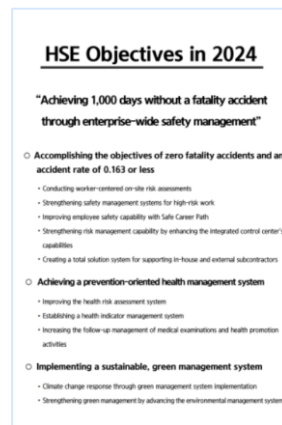 HSE Objectives in 2024
"Achieving 1,000 days without a fatality accident
through enterprise-wide safety management"
○ Accomplishing the objectives of zero fatality accidents and an
accident rate of 0.163 or less
• Conducting worker-centered on-site risk assessments
• Strengthening safety management systems for high-risk work
• Improving employee safety capability with Safe Career Path
• Strengthening risk management capability by enhancing the integrated control center's
capabilities
• Creating a total solution system for supporting in-house and external subcontractors
○ Achieving a prevention-oriented health management system
• Improving the health risk assessment system
• Establishing a health indicator management system
• Increasing the follow-up management of medical examinations and health promotion
activities
○ Implementing a sustainable, green management system
• Climate change response through green management system implementation
• Strengthening green management by advancing the environmental management system